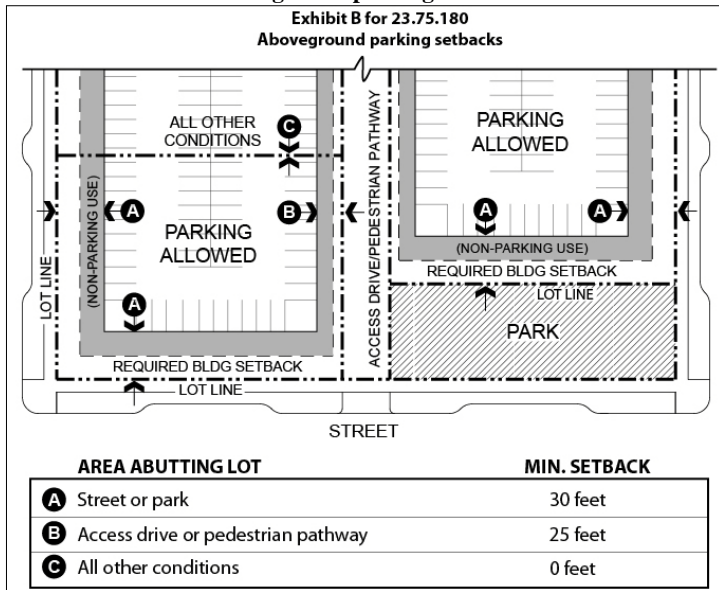 Exhibit B for 23.75.180
Aboveground parking setbacks
ALL OTHER
CONDITIONS
C
(NON-PARKING USE)
A
B
PARKING
ALLOWED
A
LOT LINE
REQUIRED BLDG SETBACK
LOT LINE
ACCESS DRIVE/PEDESTRIAN PATHWAY
PARKING
ALLOWED
A
A
(NON-PARKING USE)
REQUIRED BLDG SETBACK
LOT LINE
PARK
STREET
AREA ABUTTING LOT MIN. SETBACK
A Street or park 30 feet
B Access drive or pedestrian pathway 25 feet
C All other conditions 0 feet